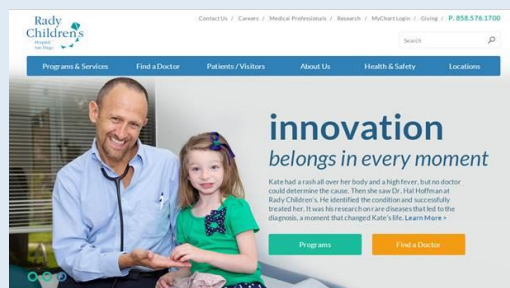 Rady
Children's
Hospital
San Diego
Contact Us / Careers / Medical Professionals / Research / MyChart Login / Giving / P. 858.576.1700
Search
Programs & Services Find a Doctor Patients / Visitors About Us Health & Safety Locations
innovation
belongs in every moment
Kate had a rash all over her body and a high fever, but no doctor
could determine the cause. Then she saw Dr. Hal Hoffman at
Rady Children's. He identified the condition and successfully
treated her. It was his research on rare diseases that led to the
diagnosis, a moment that changed Kate's life. Learn More >
Programs Find a Doctor